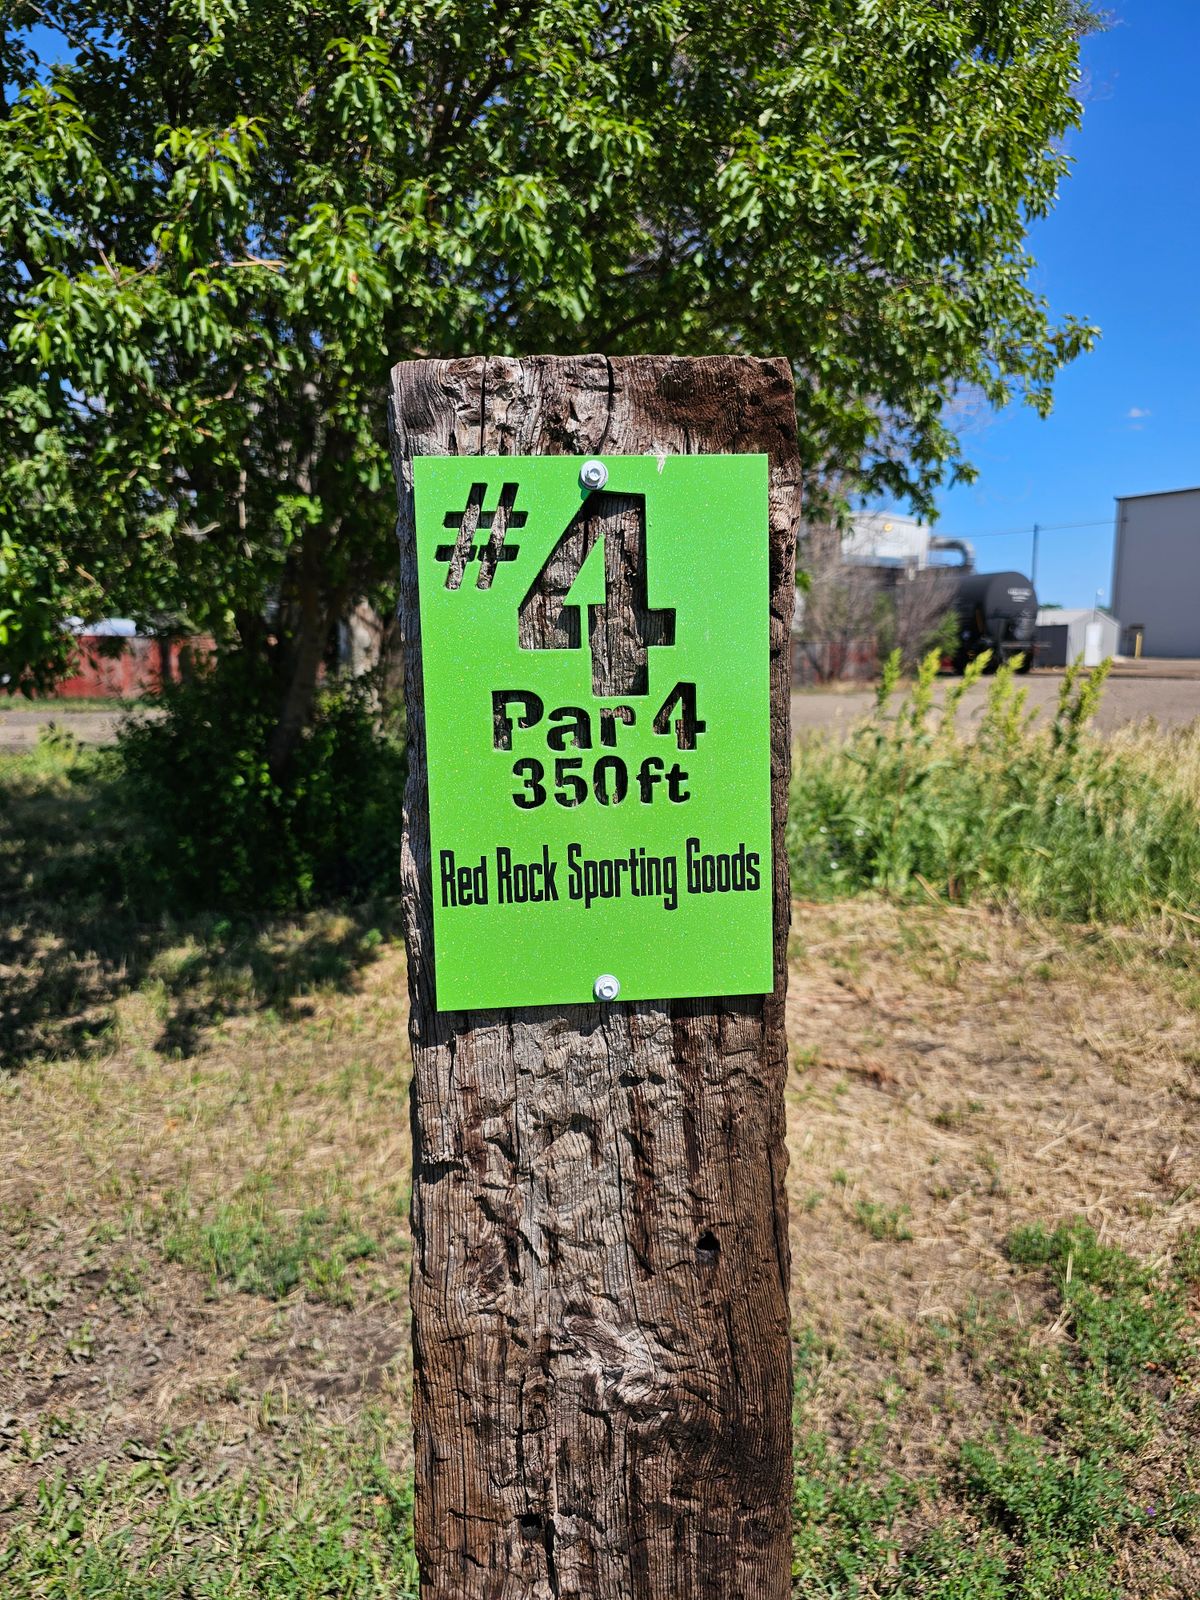 #4
Par 4
350ft
Red Rock Sporting Goods